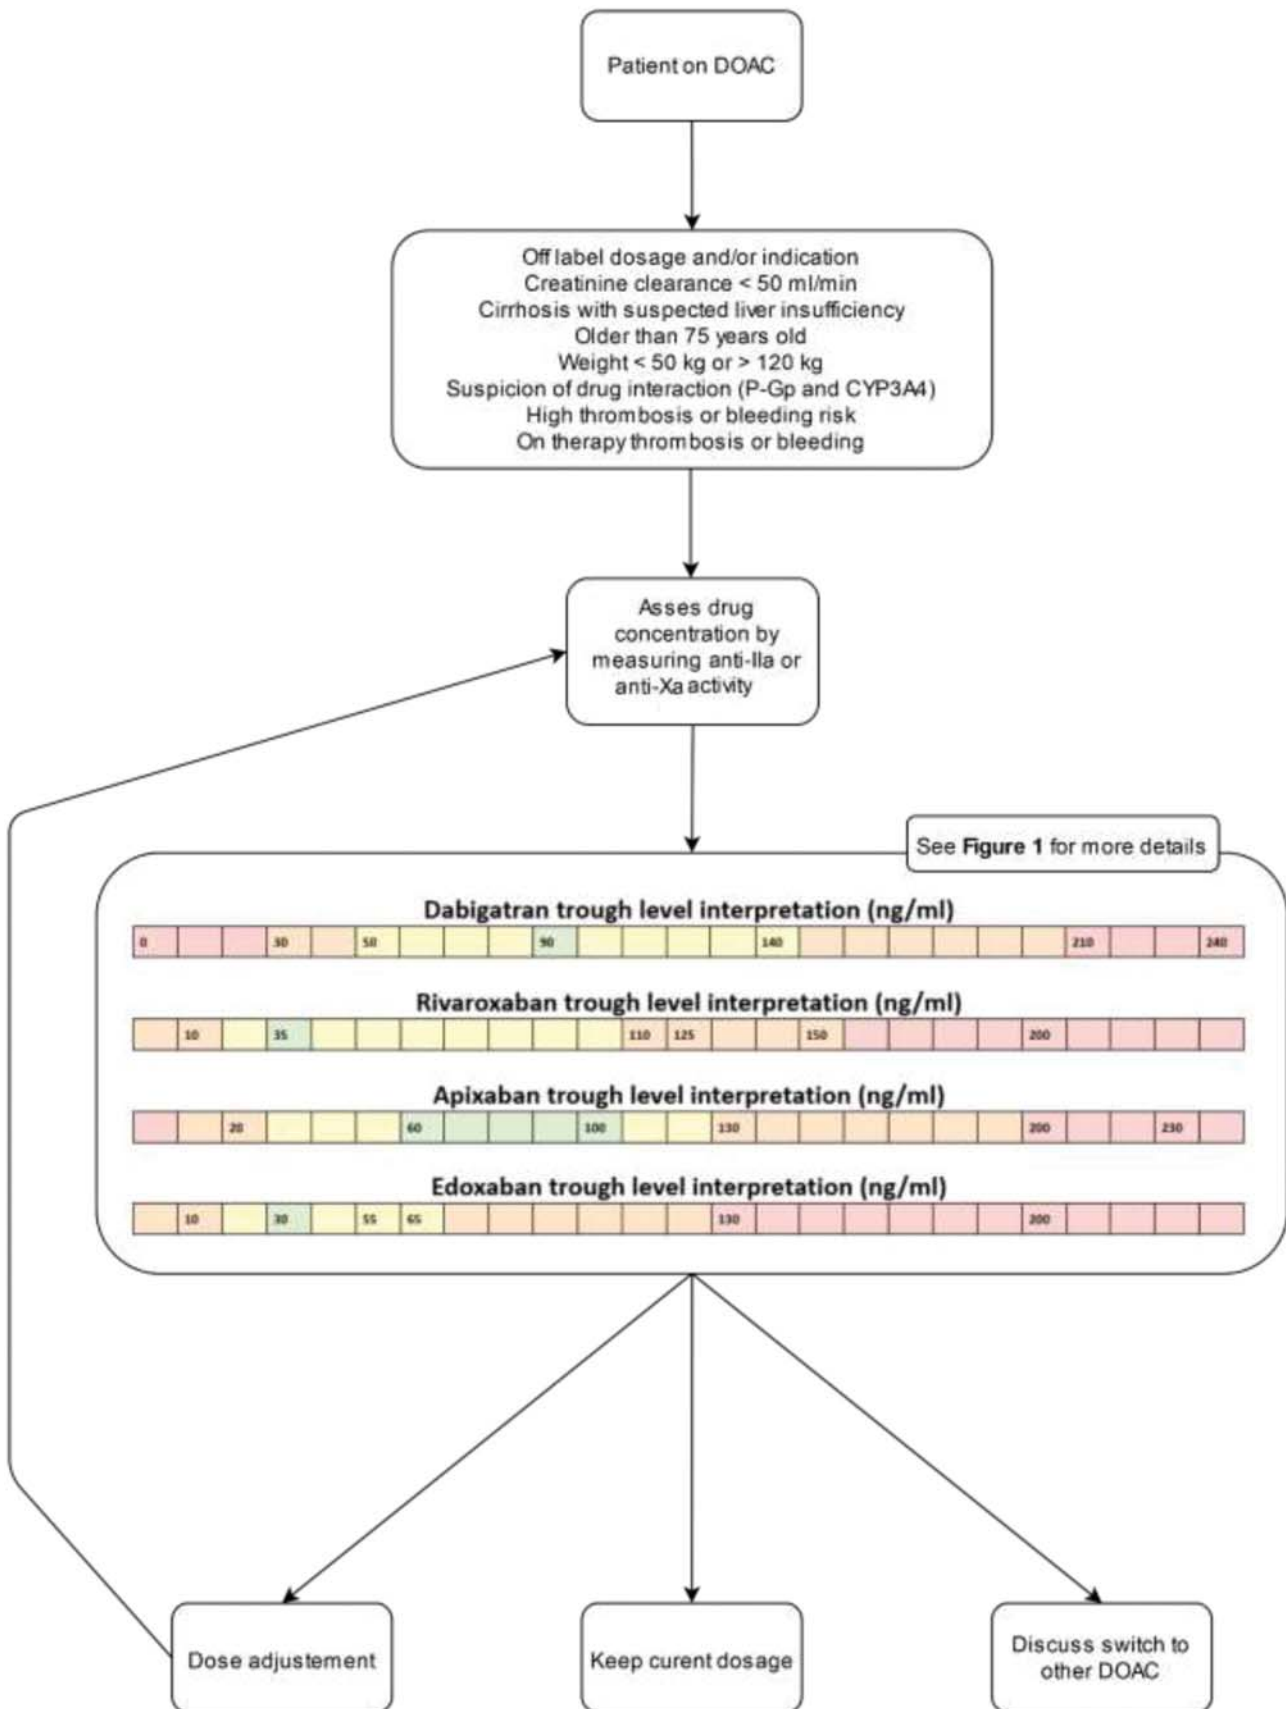 Patient on DOAC
Off label dosage and/or indication
Creatinine clearance < 50 ml/min
Cirrhosis with suspected liver insufficiency
Older than 75 years old
Weight < 50 kg or > 120 kg
Suspicion of drug interaction (P-Gp and CYP3A4)
High thrombosis or bleeding risk
On therapy thrombosis or bleeding
Asses drug
concentration by
measuring anti-IIa or
anti-Xa activity
See Figure 1 for more details
Dabigatran trough level interpretation (ng/ml)
0 30 50 90 140 210 240
Rivaroxaban trough level interpretation (ng/ml)
10 35 110 125 150 200
Apixaban trough level interpretation (ng/ml)
20 60 100 130 200 230
Edoxaban trough level interpretation (ng/ml)
10 30 55 65 130 200
Dose adjustement
Keep curent dosage
Discuss switch to
other DOAC